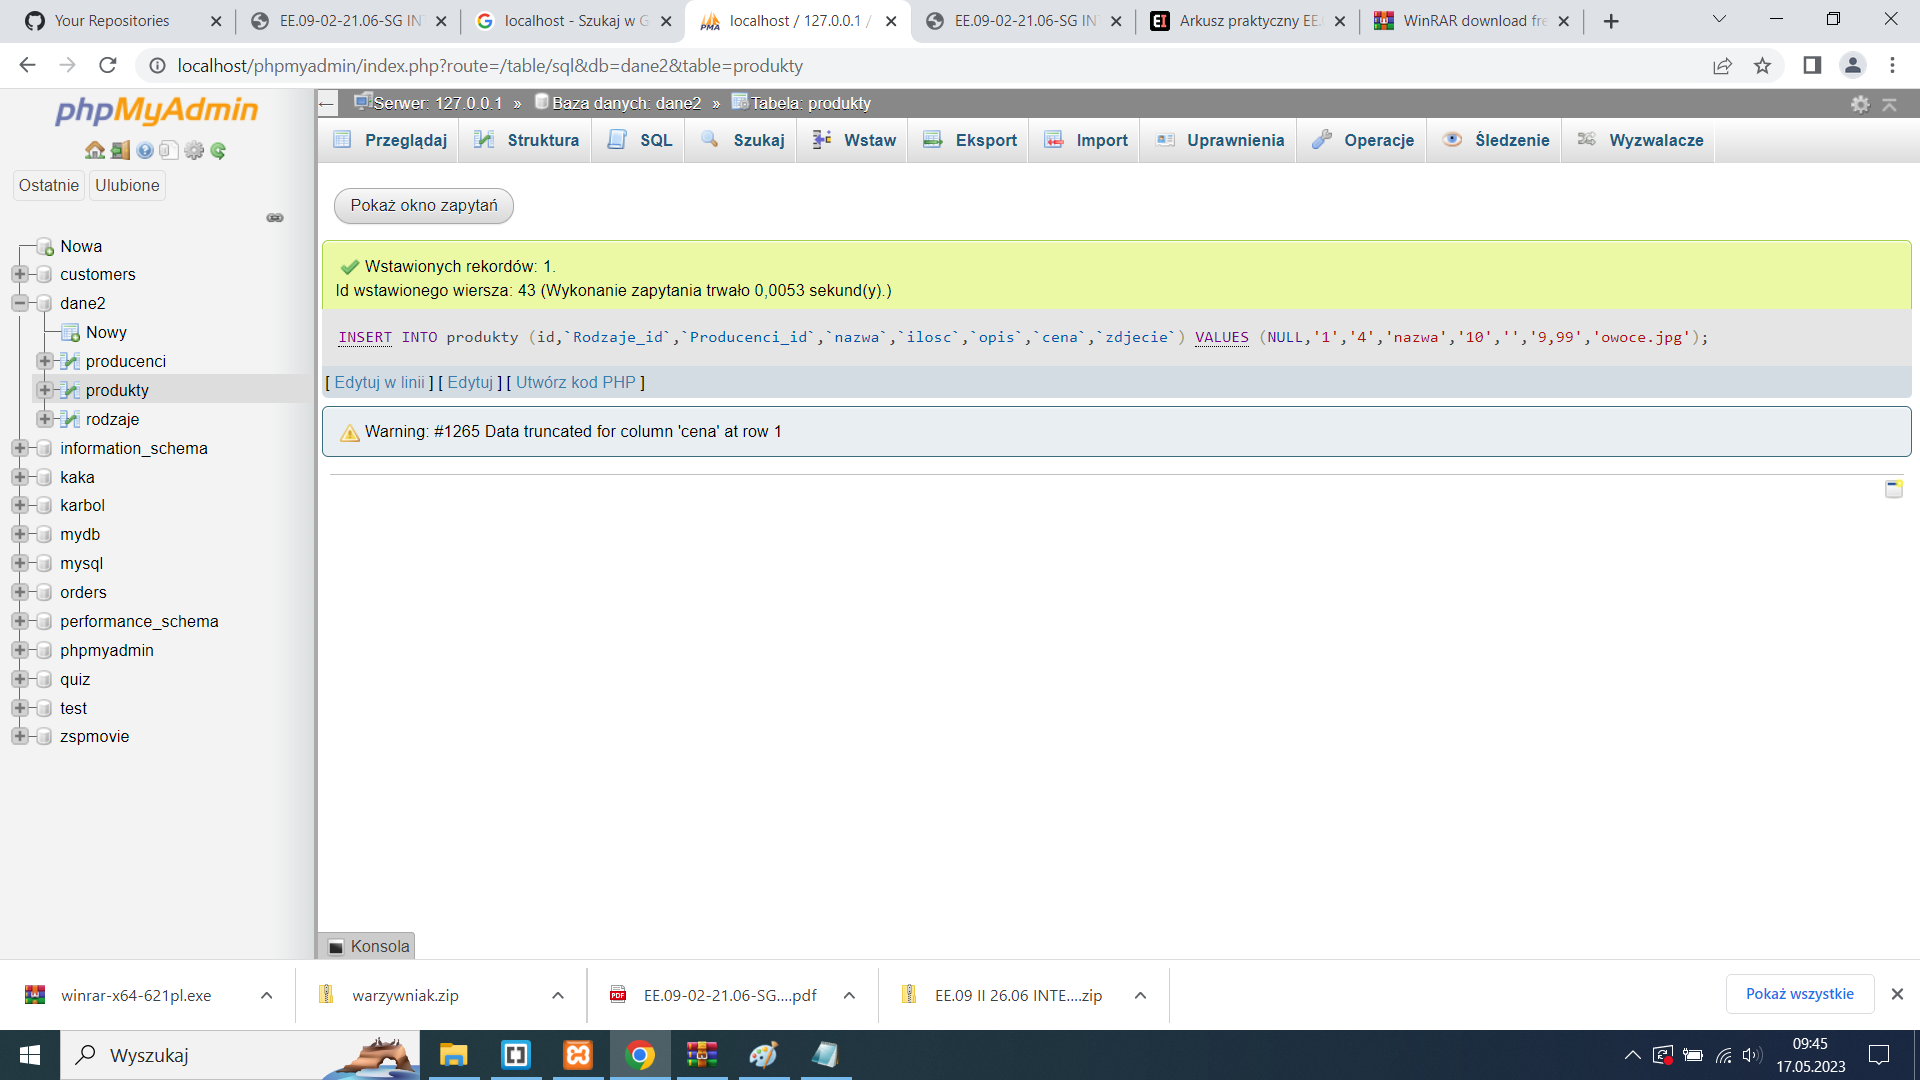 Your Repositories
EE.09-02-21.06-SG IN
localhost - Szukaj w G
localhost / 127.0.0.1 /
EE.09-02-21.06-SG IN
EI
Arkusz praktyczny EE.
WinRAR download fre
localhost/phpmyadmin/index.php?route=/table/sql&db=dane2&table=produkty
phpMyAdmin
Ostatnie
Ulubione
Nowa
customers
dane2
Nowy
producenci
produkty
rodzaje
information_schema
kaka
karbol
mydb
mysql
orders
performance_schema
phpmyadmin
quiz
test
zspmovie
Serwer: 127.0.0.1 » Baza danych: dane2 » Tabela: produkty
Przeglądaj
Struktura
SQL
Szukaj
Wstaw
Eksport
Import
Uprawnienia
Operacje
Śledzenie
Wyzwalacze
Pokaż okno zapytań
Wstawionych rekordów: 1.
Id wstawionego wiersza: 43 (Wykonanie zapytania trwało 0,0053 sekund(y).)
INSERT INTO produkty (id,`Rodzaje_id`,`Producenci_id`,`nazwa`,`ilosc`,`opis`,`cena`,`zdjecie`) VALUES (NULL,'1','4','nazwa','10','','9,99','owoce.jpg');
[ Edytuj w linii ] [ Edytuj ] [ Utwórz kod PHP ]
Warning: #1265 Data truncated for column 'cena' at row 1
Konsola
winrar-x64-621pl.exe
warzywniak.zip
PDF
EE.09-02-21.06-SG....pdf
EE.09 II 26.06 INTE....zip
Pokaż wszystkie
Wyszukaj
09:45
17.05.2023